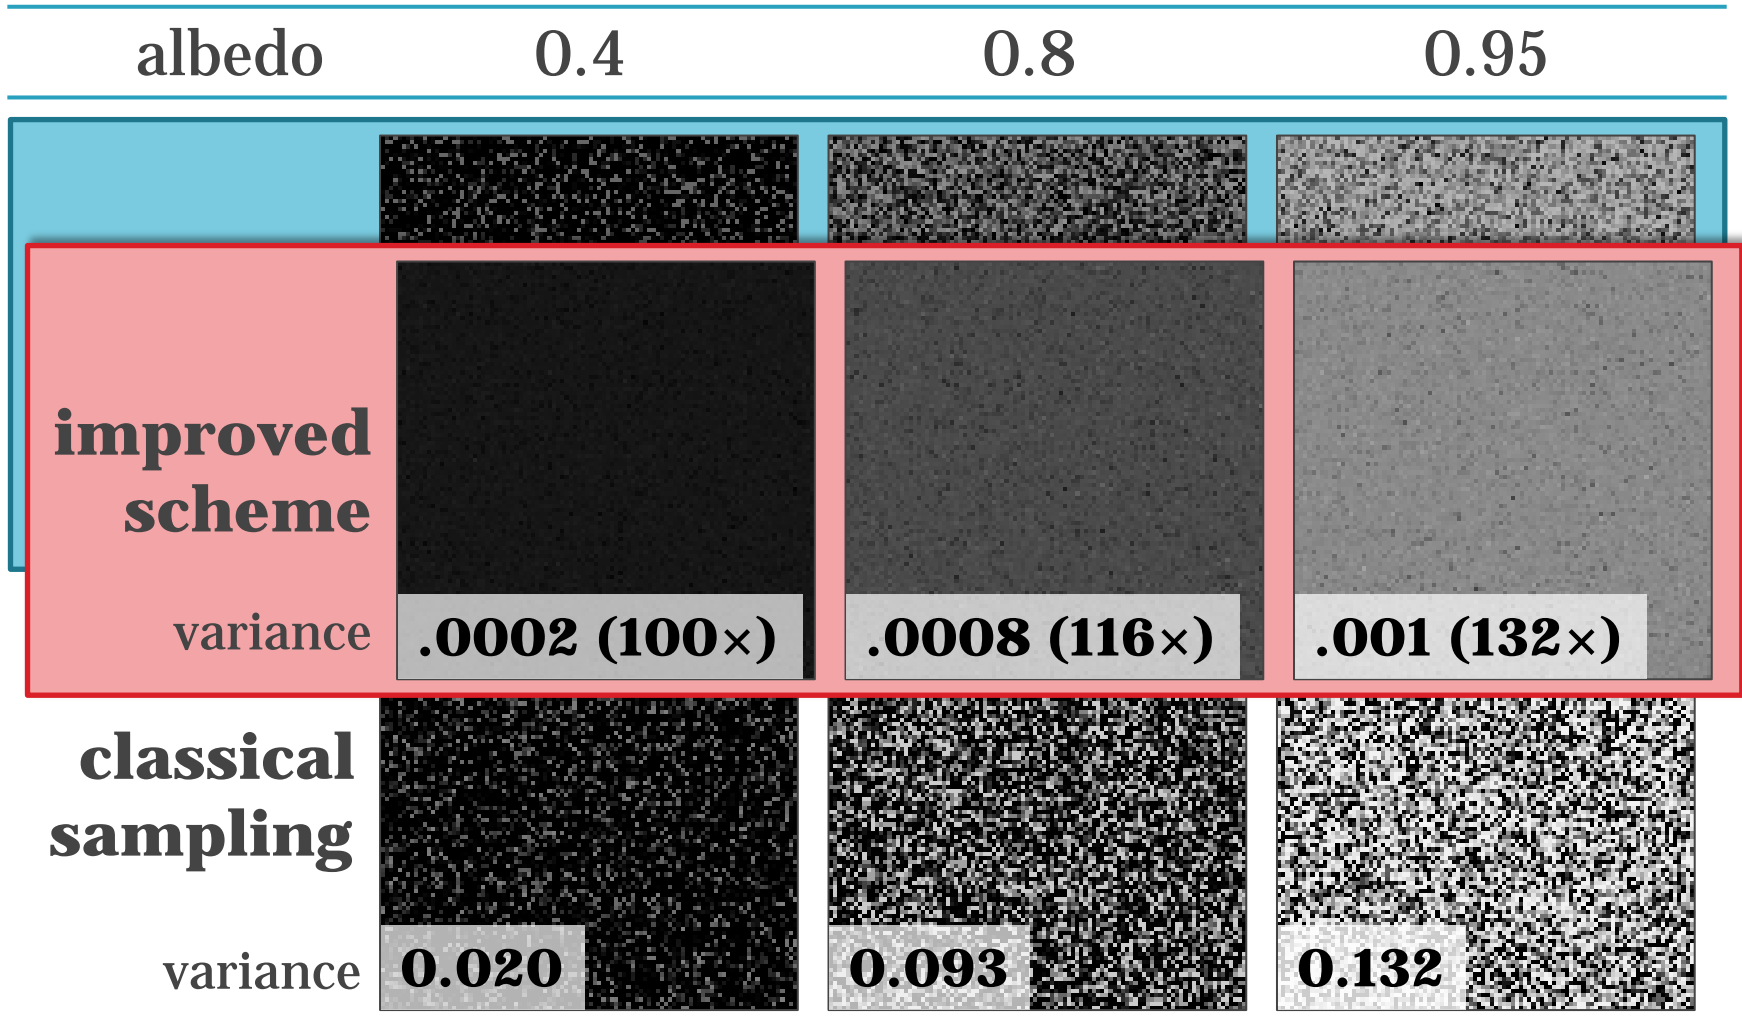 albedo 0.4 0.8 0.95
improved
scheme
variance .0002 (100×) .0008 (116×) .001 (132×)
classical
sampling
variance 0.020 0.093 0.132